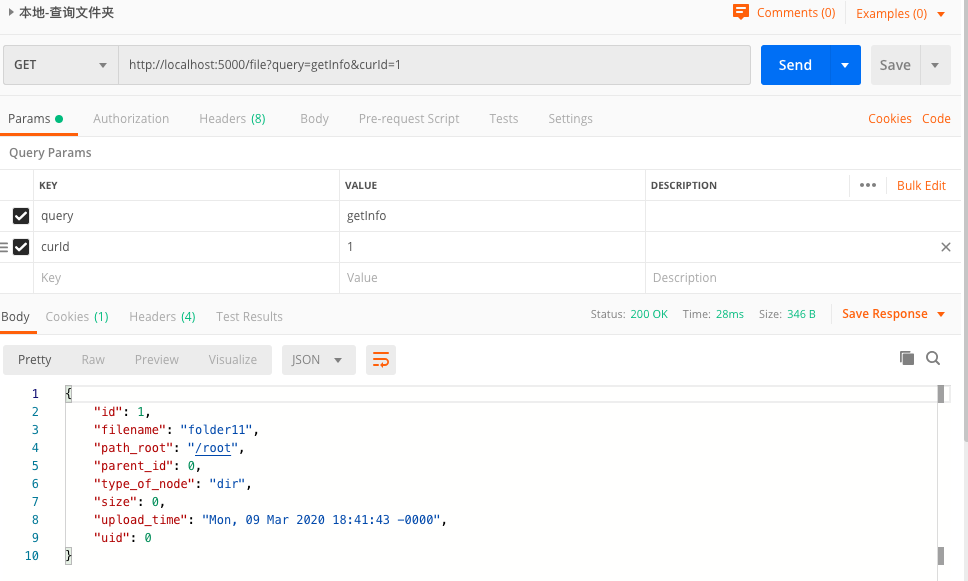 本地-查询文件夹
Comments (0) Examples (0)
GET http://localhost:5000/file?query=getInfo&curId=1 Send Save
Params Authorization Headers (8) Body Pre-request Script Tests Settings Cookies Code
Query Params
KEY VALUE DESCRIPTION ••• Bulk Edit
query getInfo
curId 1
Key Value Description
Body Cookies (1) Headers (4) Test Results Status: 200 OK Time: 28ms Size: 346 B Save Response
Pretty Raw Preview Visualize JSON
1 {
2 "id": 1,
3 "filename": "folder11",
4 "path_root": "/root",
5 "parent_id": 0,
6 "type_of_node": "dir",
7 "size": 0,
8 "upload_time": "Mon, 09 Mar 2020 18:41:43 -0000",
9 "uid": 0
10 }